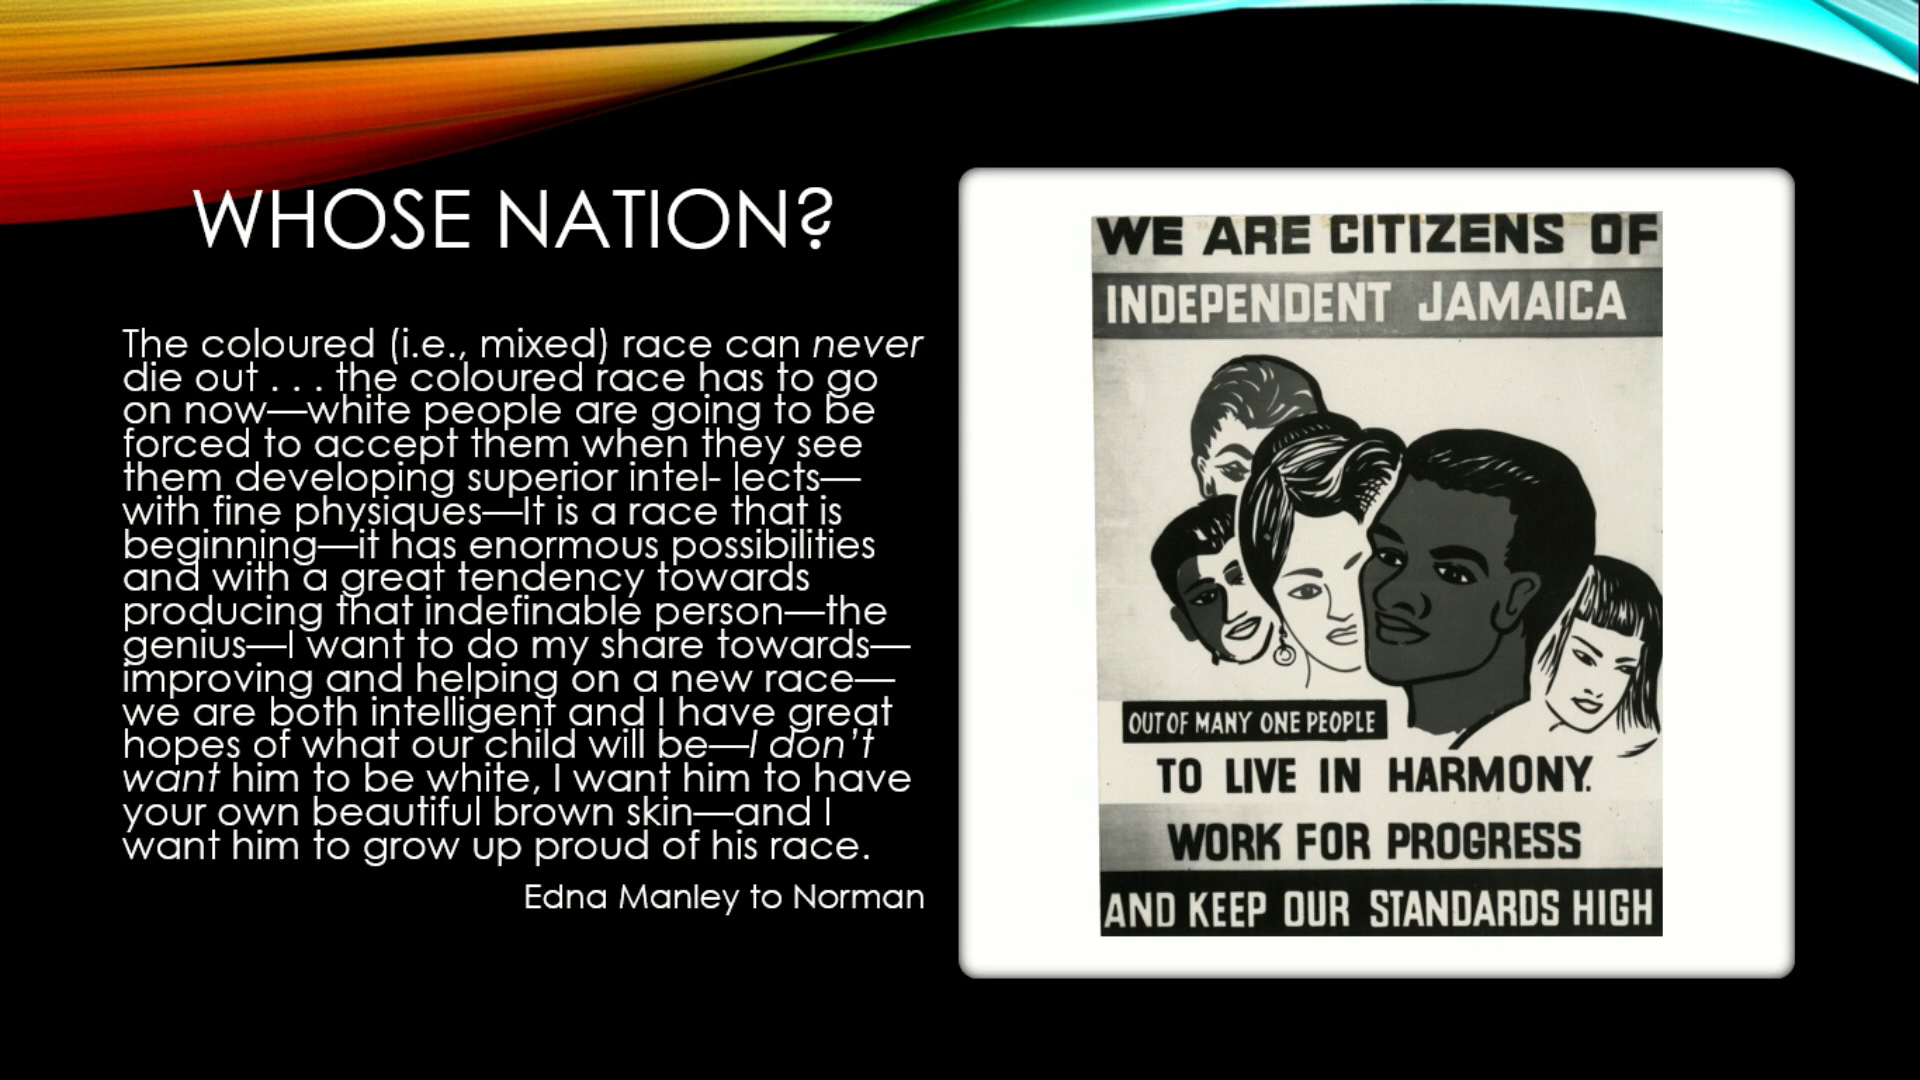 WHOSE NATION?
The coloured (i.e., mixed) race can never
die out . . . the coloured race has to go
on now—white people are going to be
forced to accept them when they see
them developing superior intel- lects—
with fine physiques—It is a race that is
beginning—it has enormous possibilities
and with a great tendency towards
producing that indefinable person—the
genius—I want to do my share towards—
improving and helping on a new race—
we are both intelligent and I have great
hopes of what our child will be—I don't
want him to be white, I want him to have
your own beautiful brown skin—and I
want him to grow up proud of his race.
Edna Manley to Norman
WE ARE CITIZENS OF
INDEPENDENT JAMAICA
OUT OF MANY ONE PEOPLE
TO LIVE IN HARMONY.
WORK FOR PROGRESS
AND KEEP OUR STANDARDS HIGH